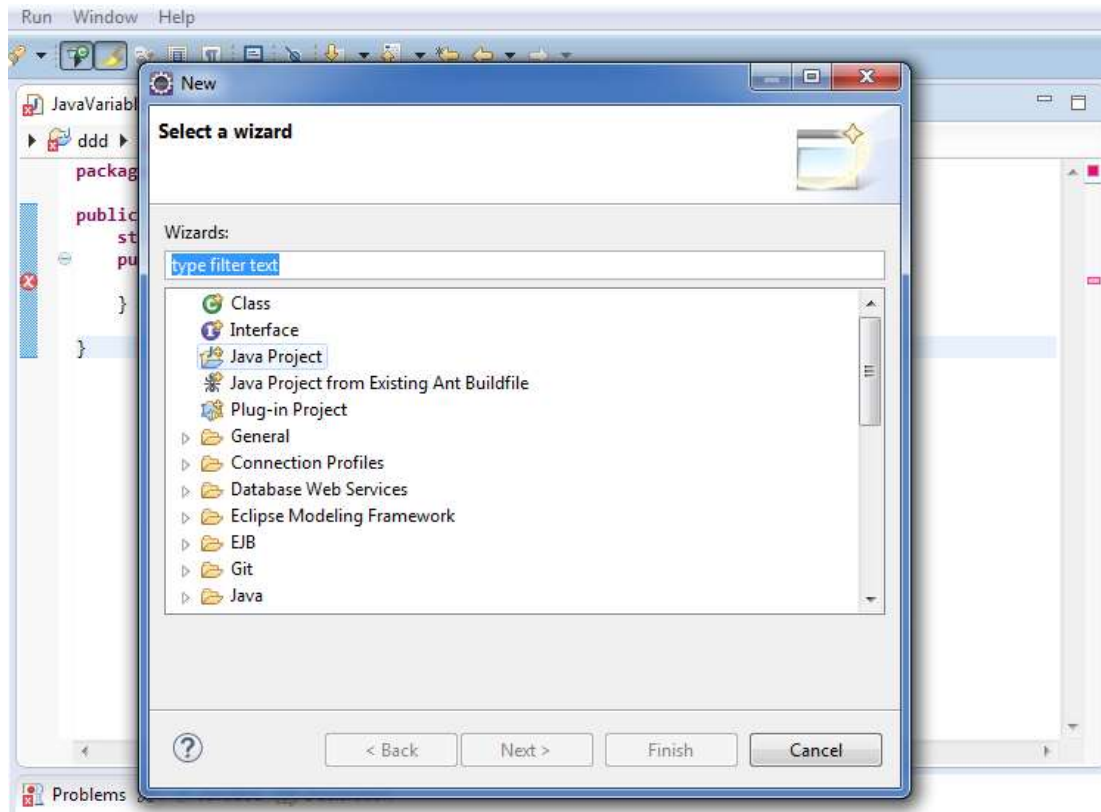 Run Window Help
New
JavaVariabl
Select a wizard
ddd
packag
public
st
pu
}
}
Wizards:
type filter text
Class
Interface
Java Project
Java Project from Existing Ant Buildfile
Plug-in Project
General
Connection Profiles
Database Web Services
Eclipse Modeling Framework
EJB
Git
Java
< Back Next > Finish Cancel
Problems